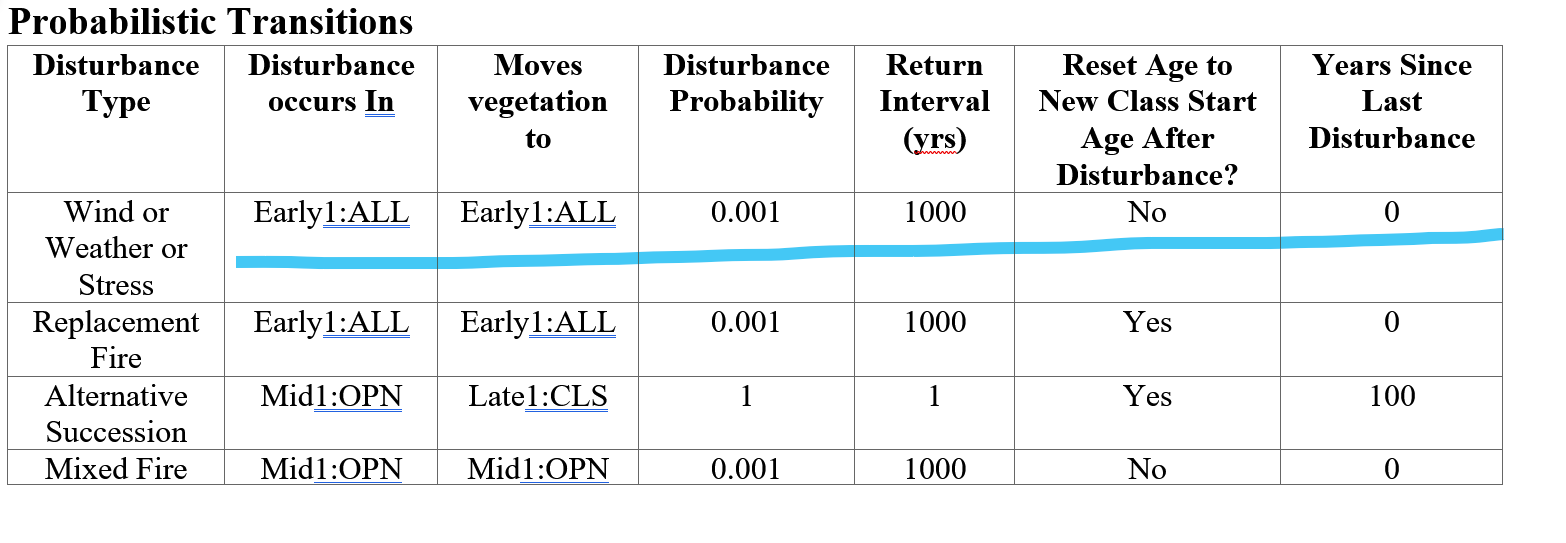 Probabilistic Transitions
Disturbance Type | Disturbance occurs In | Moves vegetation to | Disturbance Probability | Return Interval (yrs) | Reset Age to New Class Start Age After Disturbance? | Years Since Last Disturbance
Wind or Weather or Stress | Early1:ALL | Early1:ALL | 0.001 | 1000 | No | 0
Replacement Fire | Early1:ALL | Early1:ALL | 0.001 | 1000 | Yes | 0
Alternative Succession | Mid1:OPN | Late1:CLS | 1 | 1 | Yes | 100
Mixed Fire | Mid1:OPN | Mid1:OPN | 0.001 | 1000 | No | 0